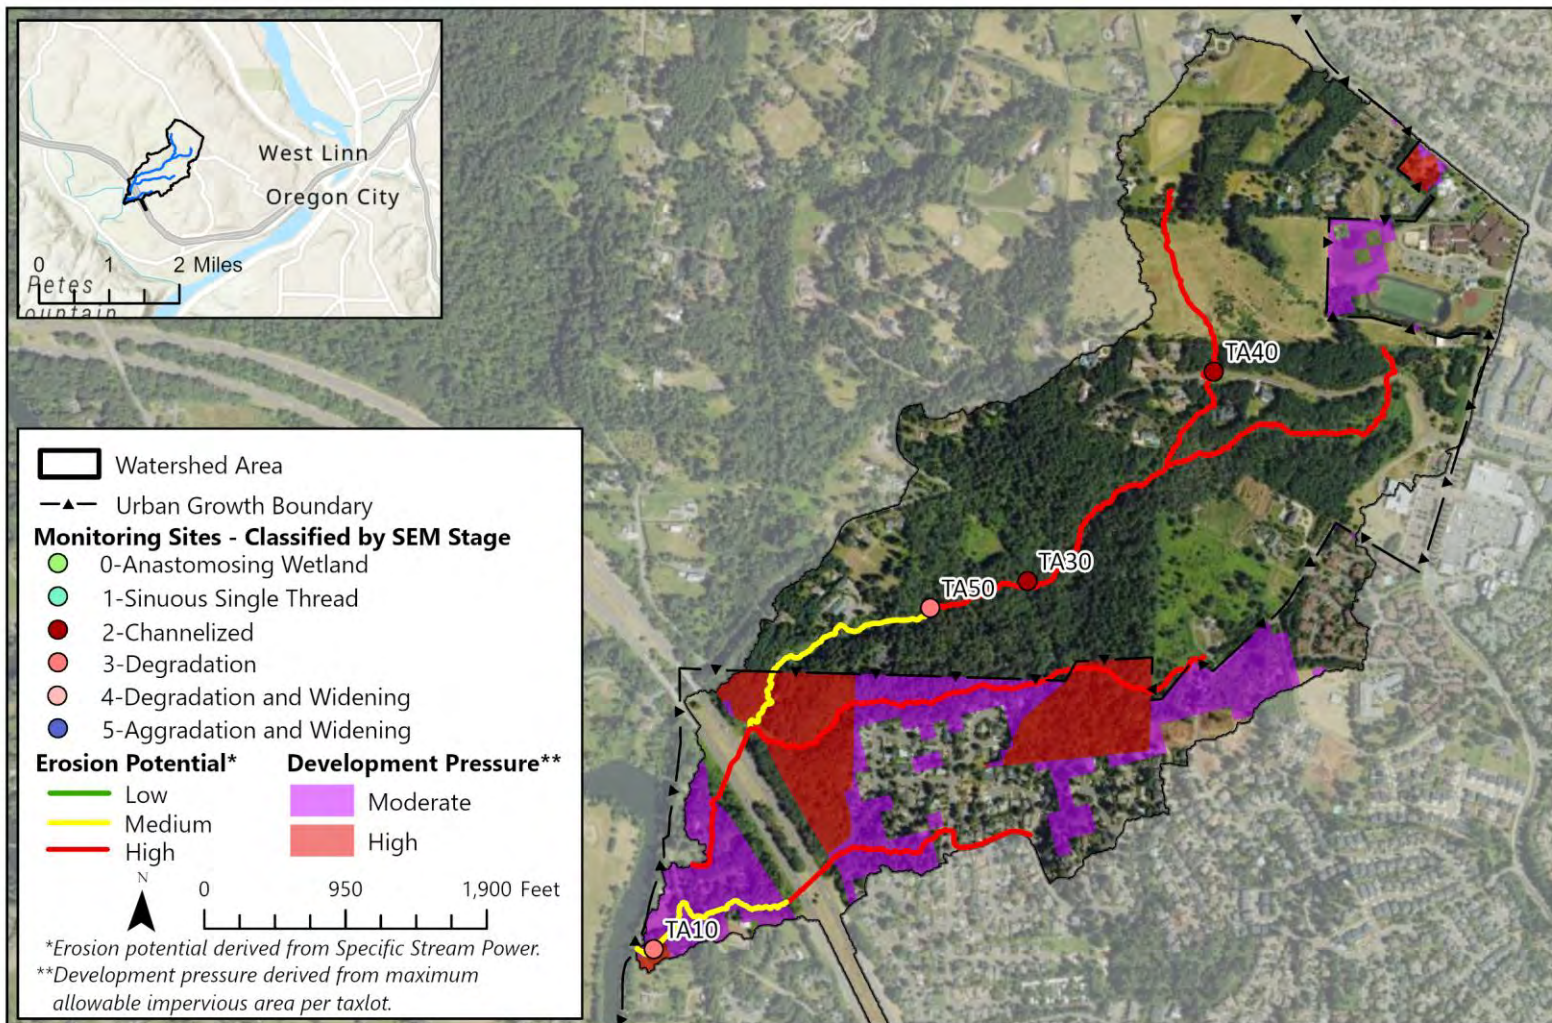 West Linn
Oregon City
0 1 2 Miles
Petes
ountain
TA40
TA30
TA50
TA10
Watershed Area
Urban Growth Boundary
Monitoring Sites - Classified by SEM Stage
0-Anastomosing Wetland
1-Sinuous Single Thread
2-Channelized
3-Degradation
4-Degradation and Widening
5-Aggradation and Widening
Erosion Potential* Development Pressure**
Low
Medium
High
Moderate
High
N
0 950 1,900 Feet
*Erosion potential derived from Specific Stream Power.
**Development pressure derived from maximum
allowable impervious area per taxlot.